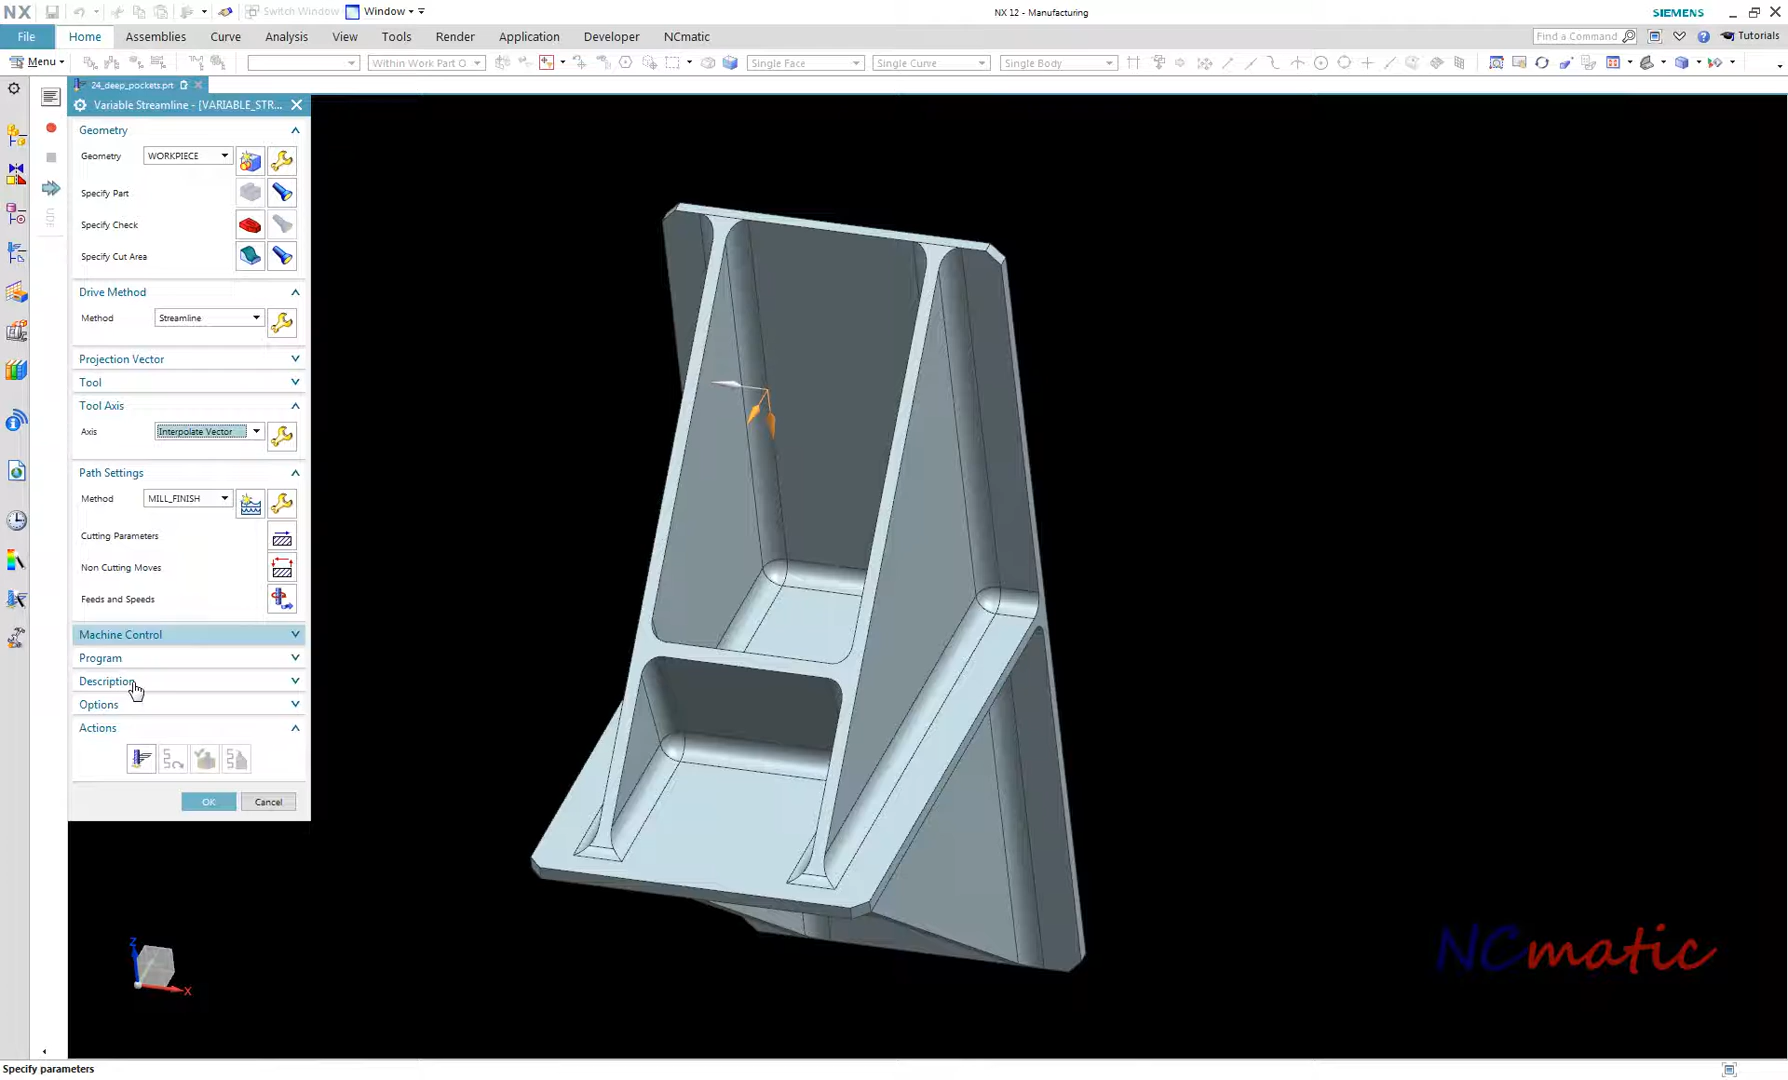 NX Switch Window Window NX 12 - Manufacturing SIEMENS
File Home Assemblies Curve Analysis View Tools Render Application Developer NCmatic Find a Command Tutorials
Menu Within Work Part O Single Face Single Curve Single Body
24_deep_pockets.prt
Variable Streamline - [VARIABLE_STR...
Geometry
Geometry WORKPIECE
Specify Part
Specify Check
Specify Cut Area
Drive Method
Method Streamline
Projection Vector
Tool
Tool Axis
Axis Interpolate Vector
Path Settings
Method MILL_FINISH
Cutting Parameters
Non Cutting Moves
Feeds and Speeds
Machine Control
Program
Description
Options
Actions
OK Cancel
UDE
Z
X
NCmatic
Specify parameters